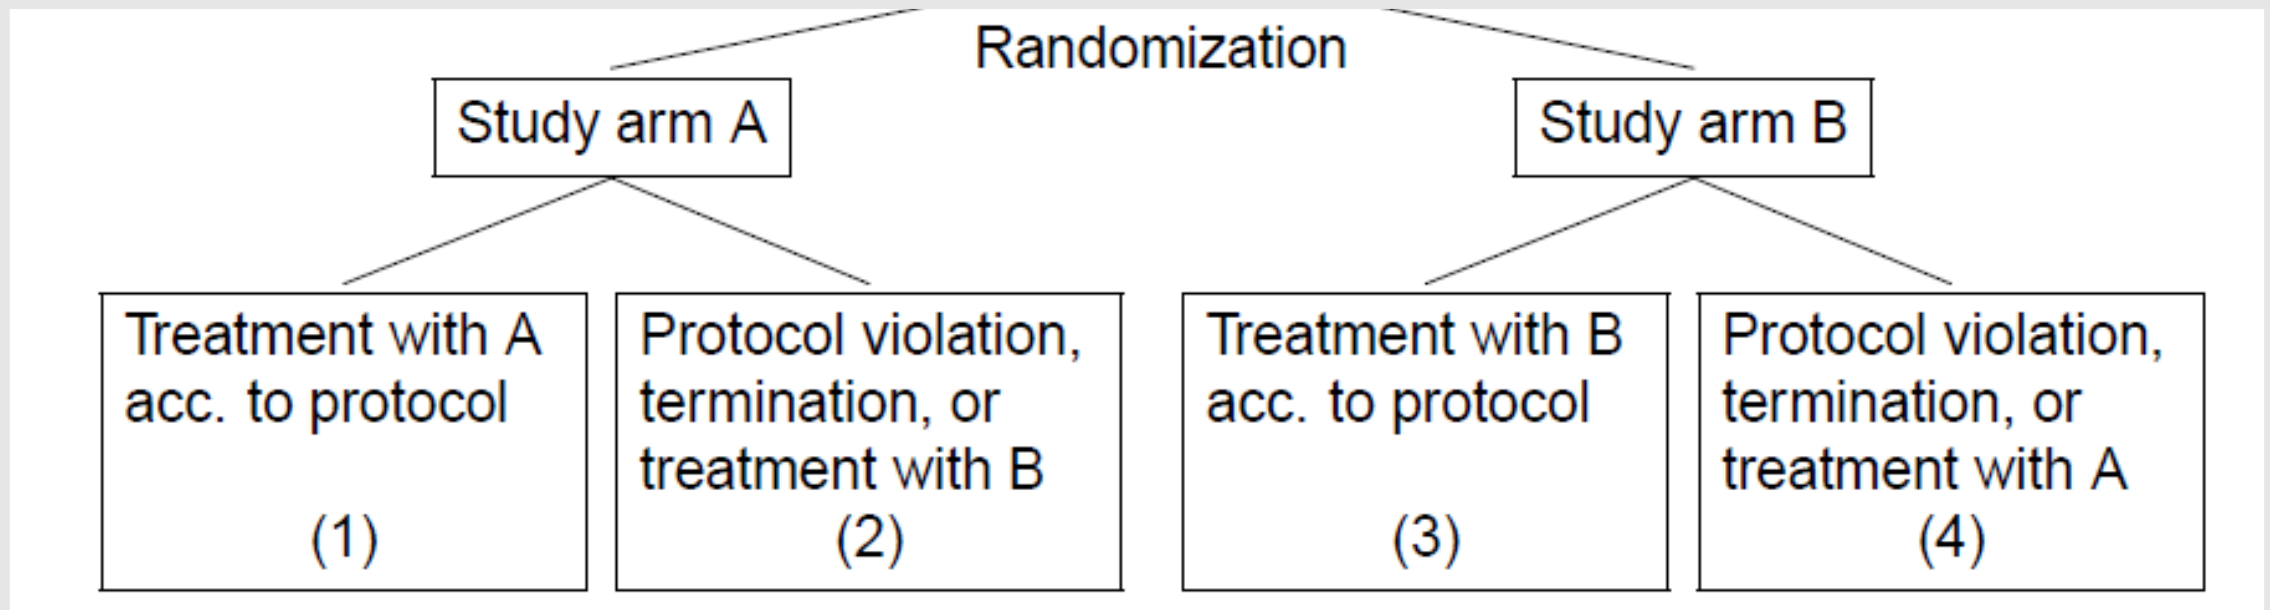 Randomization
Study arm A
Study arm B
Treatment with A
acc. to protocol
(1)
Protocol violation,
termination, or
treatment with B
(2)
Treatment with B
acc. to protocol
(3)
Protocol violation,
termination, or
treatment with A
(4)